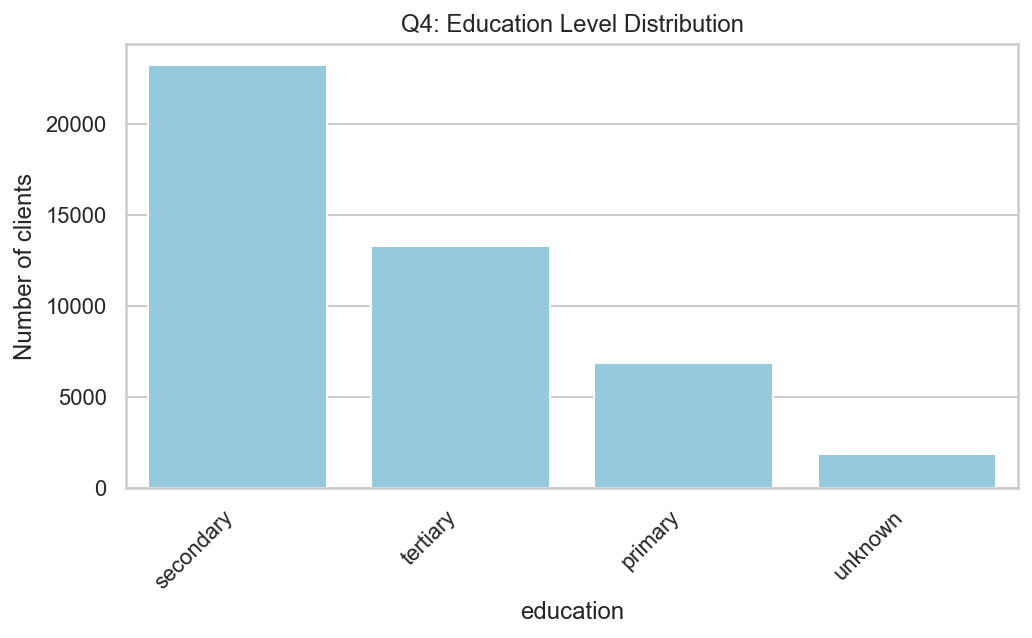 Q4: Education Level Distribution
Number of clients
20000
15000
10000
5000
0
secondary
tertiary
primary
unknown
education